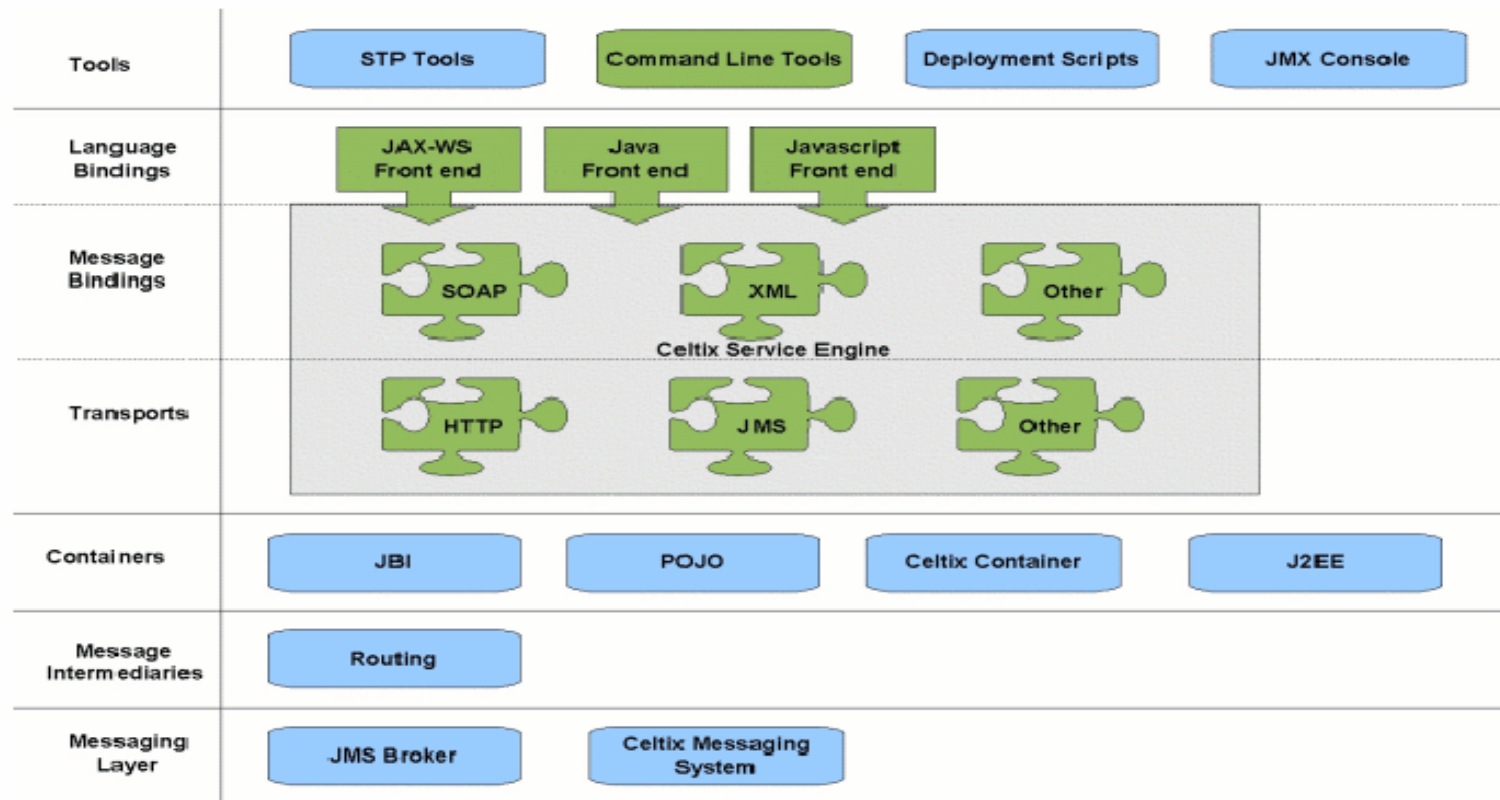 Tools
STP Tools
Command Line Tools
Deployment Scripts
JMX Console
Language
Bindings
JAX-WS
Front end
Java
Front end
Javascript
Front end
Message
Bindings
SOAP
XML
Other
Celtix Service Engine
Transports
HTTP
JMS
Other
Containers
JBI
POJO
Celtix Container
J2EE
Message
Intermediaries
Routing
Messaging
Layer
JMS Broker
Celtix Messaging
System